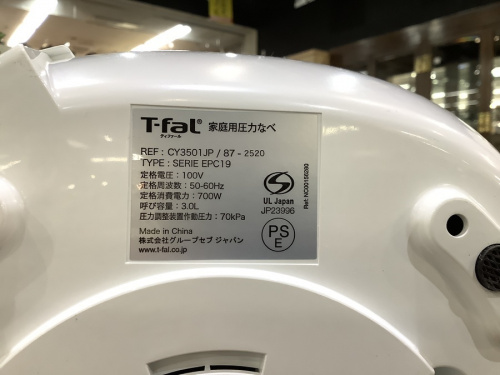 T-faL® 家庭用圧力なべ
ティファール
REF : CY3501JP / 87 - 2520
TYPE : SERIE EPC19
定格電圧 : 100V
定格周波数 : 50-60Hz
定格消費電力 : 700W
呼び容量 : 3.0L
圧力調整装置作動圧力 : 70kPa
Made in China
株式会社グループセブ ジャパン
www.t-fal.co.jp
S
UL Japan
JP23996
PS
E
Ref: NC00156280